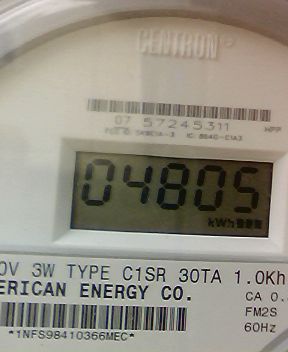 CENTRON
07 57245311
HPP
04805
kWh
0V 3W TYPE C1SR 30TA 1.0Kh
ERICAN ENERGY CO.
CA 0.
FM2S
*1NFS98410366MEC*
60Hz